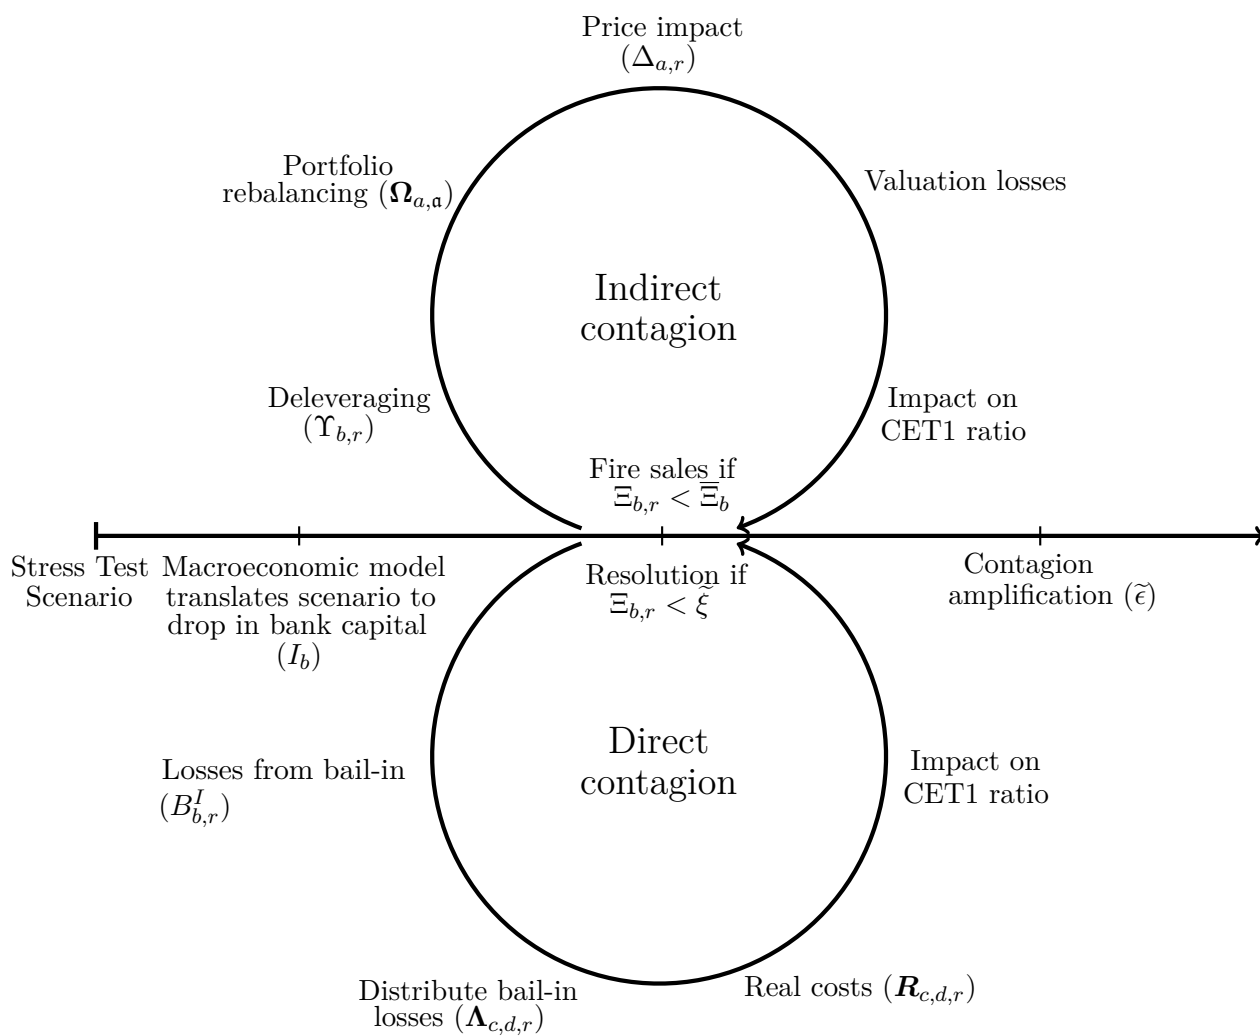 Price impact
(Δ_{a,r})
Portfolio
rebalancing (Ω_{a,𝔞})
Valuation losses
Indirect
contagion
Deleveraging
(ϒ_{b,r})
Impact on
CET1 ratio
Fire sales if
Ξ_{b,r} < Ξ̅_b
Stress Test
Scenario
Macroeconomic model
translates scenario to
drop in bank capital
(I_b)
Resolution if
Ξ_{b,r} < ξ̃
Contagion
amplification (ϵ̃)
Direct
contagion
Losses from bail-in
(B^I_{b,r})
Impact on
CET1 ratio
Distribute bail-in
losses (Λ_{c,d,r})
Real costs (R_{c,d,r})